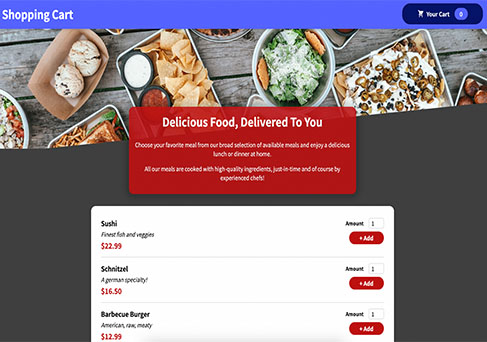 Shopping Cart
Your Cart 0
Delicious Food, Delivered To You
Choose your favorite meal from our broad selection of available meals and enjoy a delicious
lunch or dinner at home.
All our meals are cooked with high-quality ingredients, just-in-time and of course by
experienced chefs!
Sushi
Amount 1
Finest fish and veggies
$22.99
+ Add
Schnitzel
Amount 1
A german specialty!
$16.50
+ Add
Barbecue Burger
Amount 1
American, raw, meaty
$12.99
+ Add